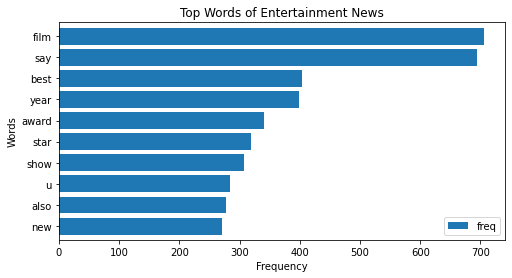 Top Words of Entertainment News
film
say
best
year
award
star
show
u
also
new
Words
freq
0 100 200 300 400 500 600 700
Frequency